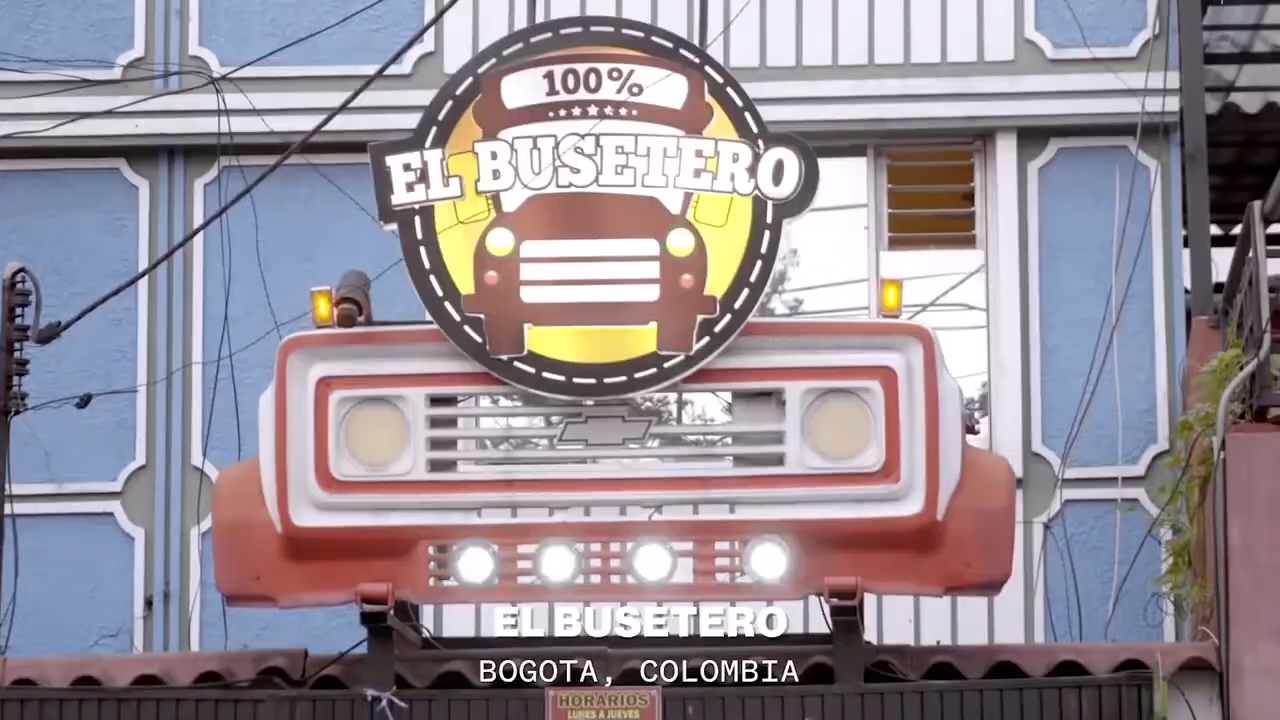 100%
EL BUSETERO
EL BUSETERO
BOGOTA, COLOMBIA
HORARIOS
LUNES A JUEVES